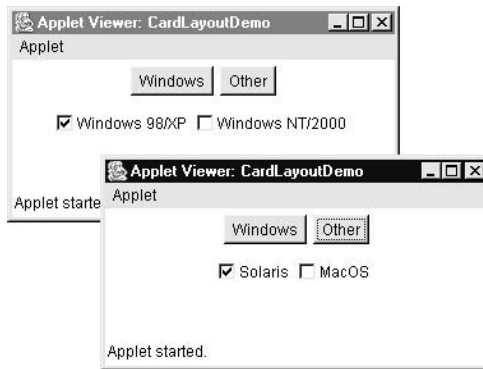 Applet Viewer: CardLayoutDemo
Applet
Windows Other
Windows 98/XP Windows NT/2000
Applet starte
Applet Viewer: CardLayoutDemo
Applet
Windows Other
Solaris MacOS
Applet started.